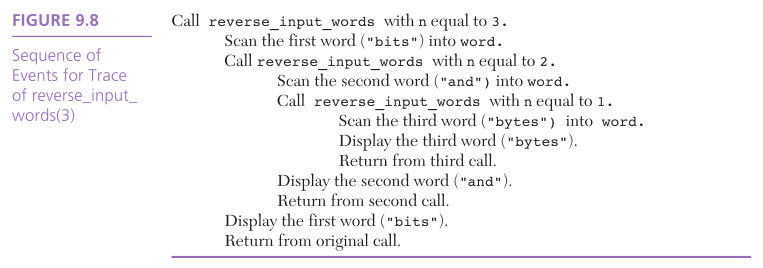 FIGURE 9.8
Sequence of
Events for Trace
of reverse_input_
words(3)
Call reverse_input_words with n equal to 3.
Scan the first word ("bits") into word.
Call reverse_input_words with n equal to 2.
Scan the second word ("and") into word.
Call reverse_input_words with n equal to 1.
Scan the third word ("bytes") into word.
Display the third word ("bytes").
Return from third call.
Display the second word ("and").
Return from second call.
Display the first word ("bits").
Return from original call.